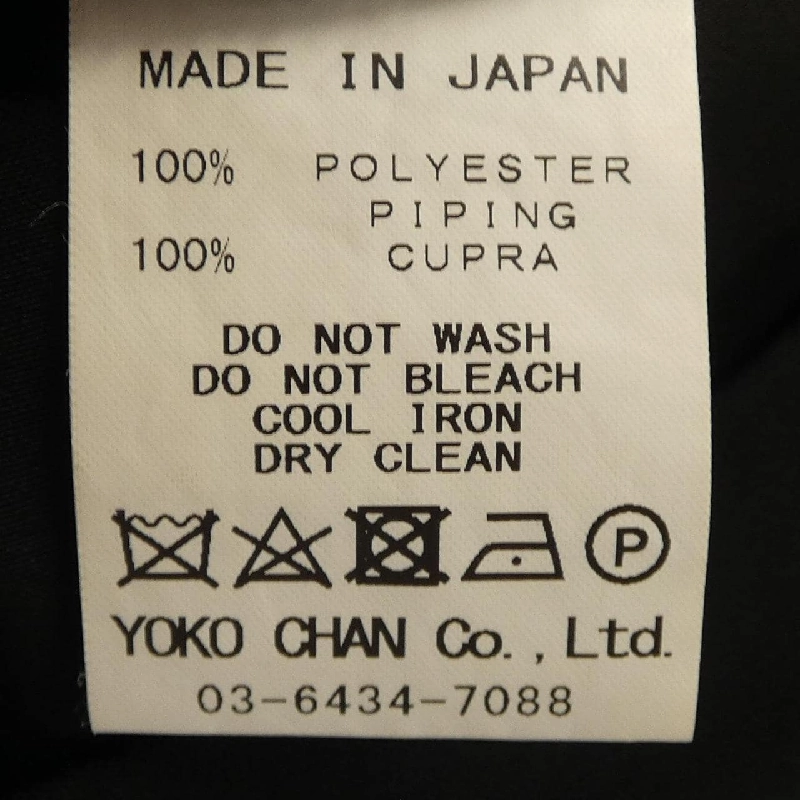 MADE IN JAPAN
100% POLYESTER
PIPING
100% CUPRA
DO NOT WASH
DO NOT BLEACH
COOL IRON
DRY CLEAN
P
YOKO CHAN Co.,Ltd.
03-6434-7088